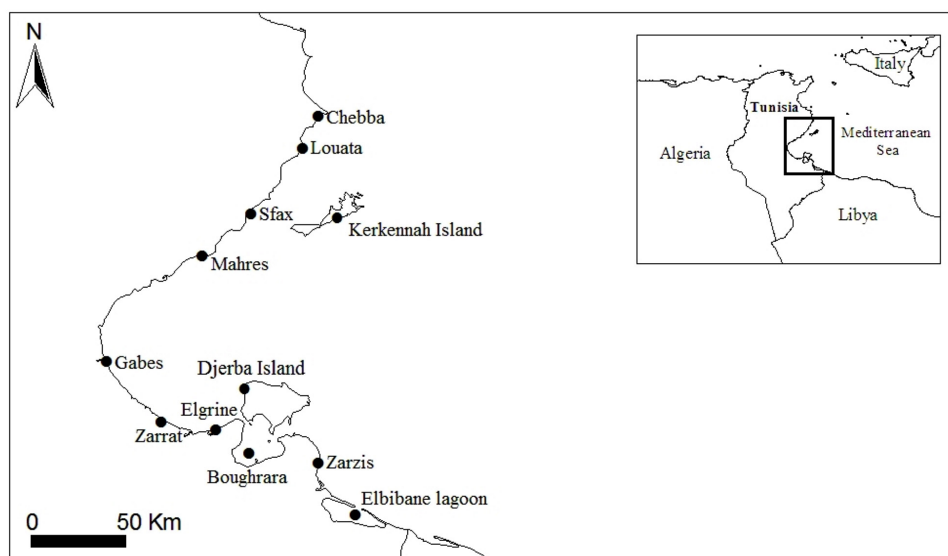 N
Chebba
Louata
Sfax
Kerkennah Island
Mahres
Gabes
Djerba Island
Elgrine
Zarrat
Boughrara
Zarzis
Elbibane lagoon
0 50 Km
Italy
Tunisia
Mediterranean
Sea
Algeria
Libya